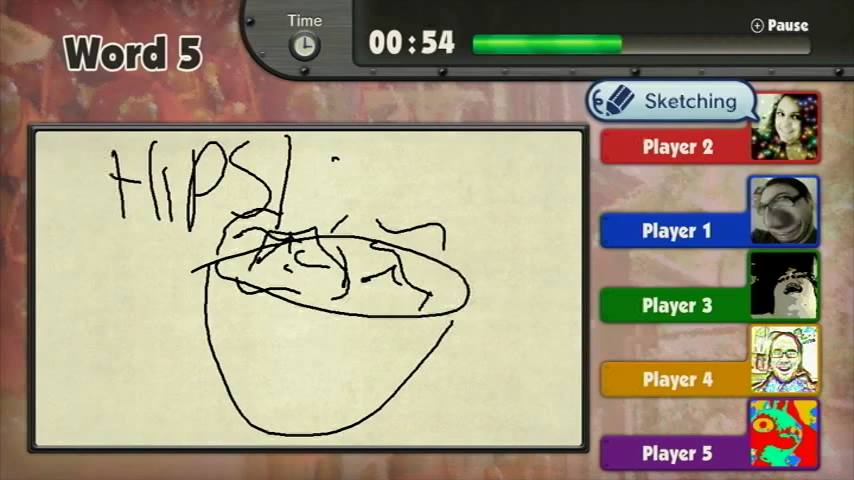 Word 5
Time
00:54
Pause
Sketching
Player 2
HIPS!
Player 1
Player 3
Player 4
Player 5